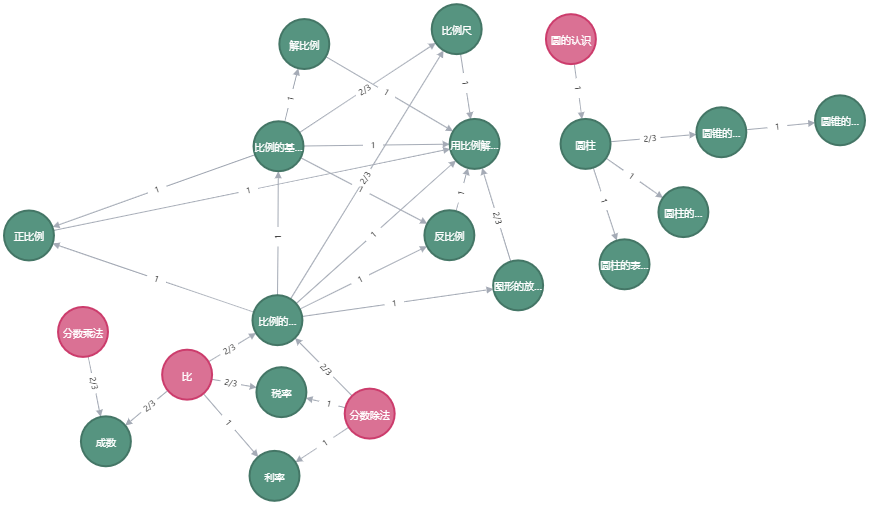 比例尺
圆的认识
解比例
1
2/3
1
1
1
圆锥的...
比例的基...
1
用比例解...
圆柱
2/3
圆锥的...
1
2/3
1
1
1
1
1
1
圆柱的...
2/3
正比例
1
1
反比例
圆柱的表...
1
1
图形的放...
1
比例的...
分数乘法
2/3
2/3
比
2/3
2/3
税率
1
分数除法
2/3
1
1
成数
利率